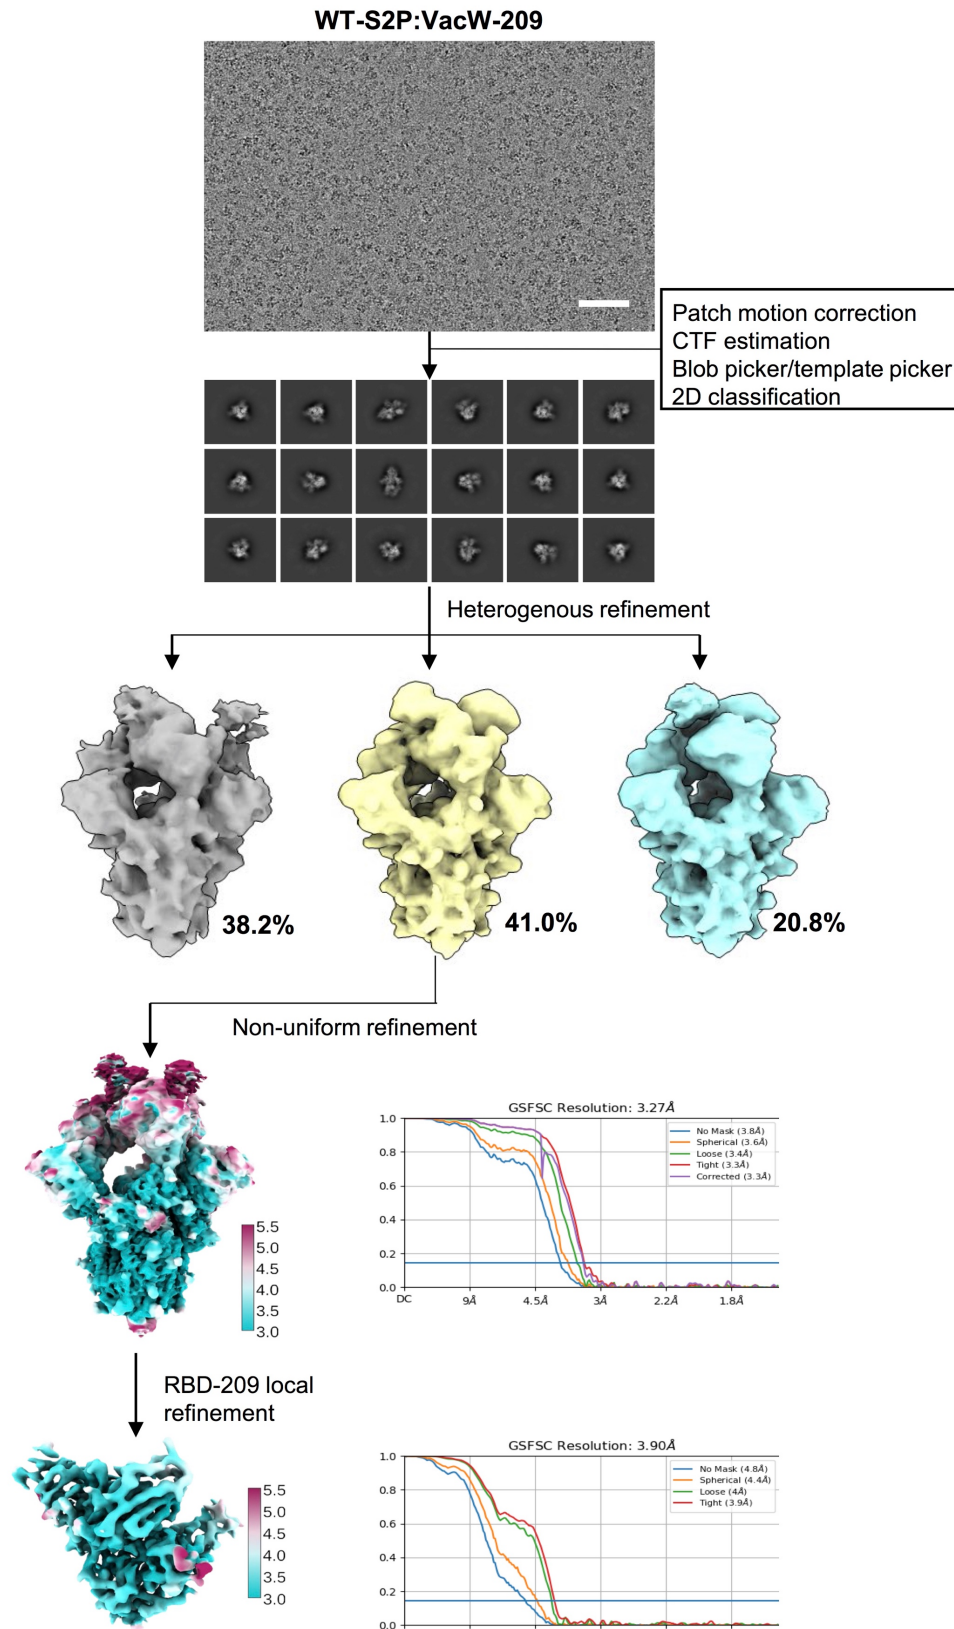 WT-S2P:VacW-209
Patch motion correction
CTF estimation
Blob picker/template picker
2D classification
Heterogenous refinement
38.2%
41.0%
20.8%
Non-uniform refinement
5.5
5.0
4.5
4.0
3.5
3.0
GSFSC Resolution: 3.27Å
1.0
0.8
0.6
0.4
0.2
0.0
No Mask (3.8Å)
Spherical (3.6Å)
Loose (3.4Å)
Tight (3.3Å)
Corrected (3.3Å)
DC 9Å 4.5Å 3Å 2.2Å 1.8Å
RBD-209 local
refinement
5.5
5.0
4.5
4.0
3.5
3.0
GSFSC Resolution: 3.90Å
1.0
0.8
0.6
0.4
0.2
0.0
No Mask (4.8Å)
Spherical (4.4Å)
Loose (4Å)
Tight (3.9Å)